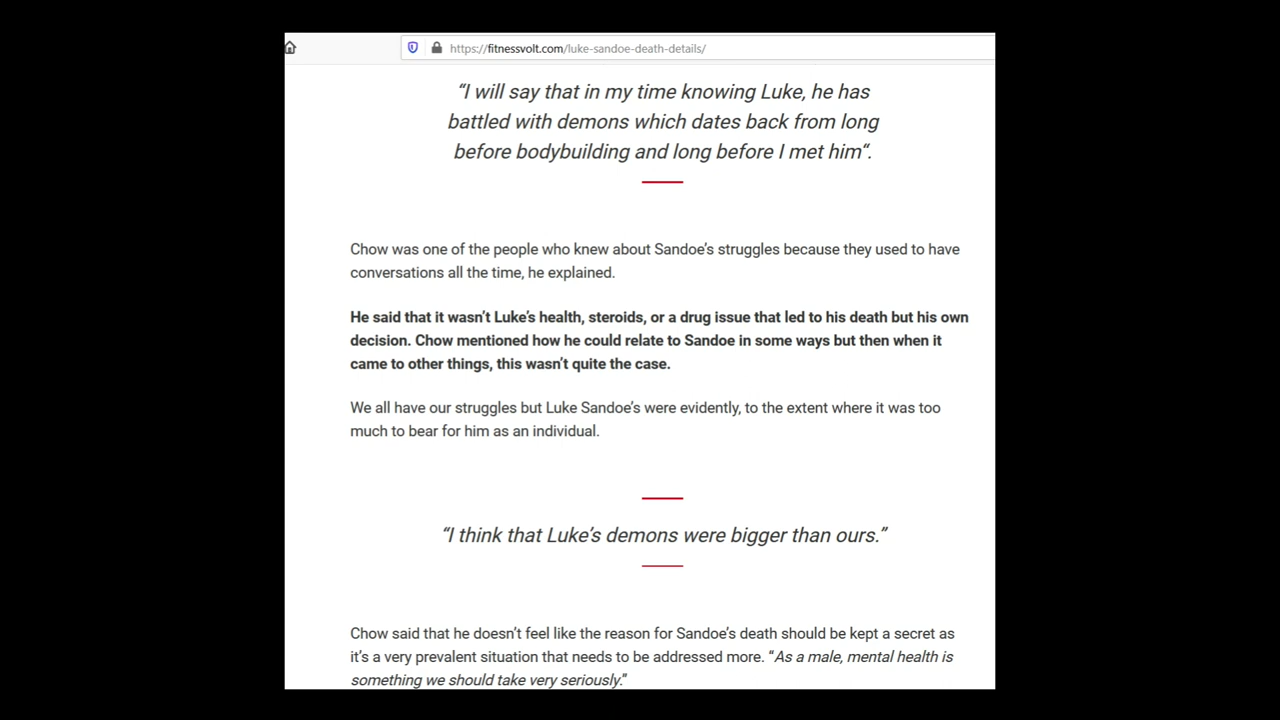 https://fitnessvolt.com/luke-sandoe-death-details/
“I will say that in my time knowing Luke, he has
battled with demons which dates back from long
before bodybuilding and long before I met him“.
Chow was one of the people who knew about Sandoe’s struggles because they used to have
conversations all the time, he explained.
He said that it wasn’t Luke’s health, steroids, or a drug issue that led to his death but his own
decision. Chow mentioned how he could relate to Sandoe in some ways but then when it
came to other things, this wasn’t quite the case.
We all have our struggles but Luke Sandoe’s were evidently, to the extent where it was too
much to bear for him as an individual.
“I think that Luke’s demons were bigger than ours.”
Chow said that he doesn’t feel like the reason for Sandoe’s death should be kept a secret as
it’s a very prevalent situation that needs to be addressed more. “As a male, mental health is
something we should take very seriously.”